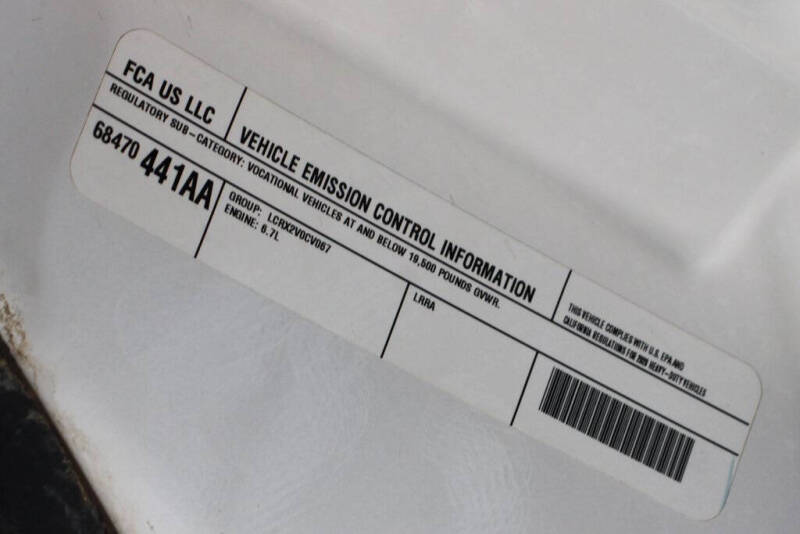 FCA US LLC
VEHICLE EMISSION CONTROL INFORMATION
THIS VEHICLE COMPLIES WITH U.S. EPA AND
CALIFORNIA REGULATIONS FOR 2020 HEAVY-DUTY VEHICLES
REGULATORY SUB-CATEGORY: VOCATIONAL VEHICLES AT AND BELOW 19,500 POUNDS GVWR.
68470 441AA
GROUP: LCRX2V0CV067
ENGINE: 6.7L
LRRA